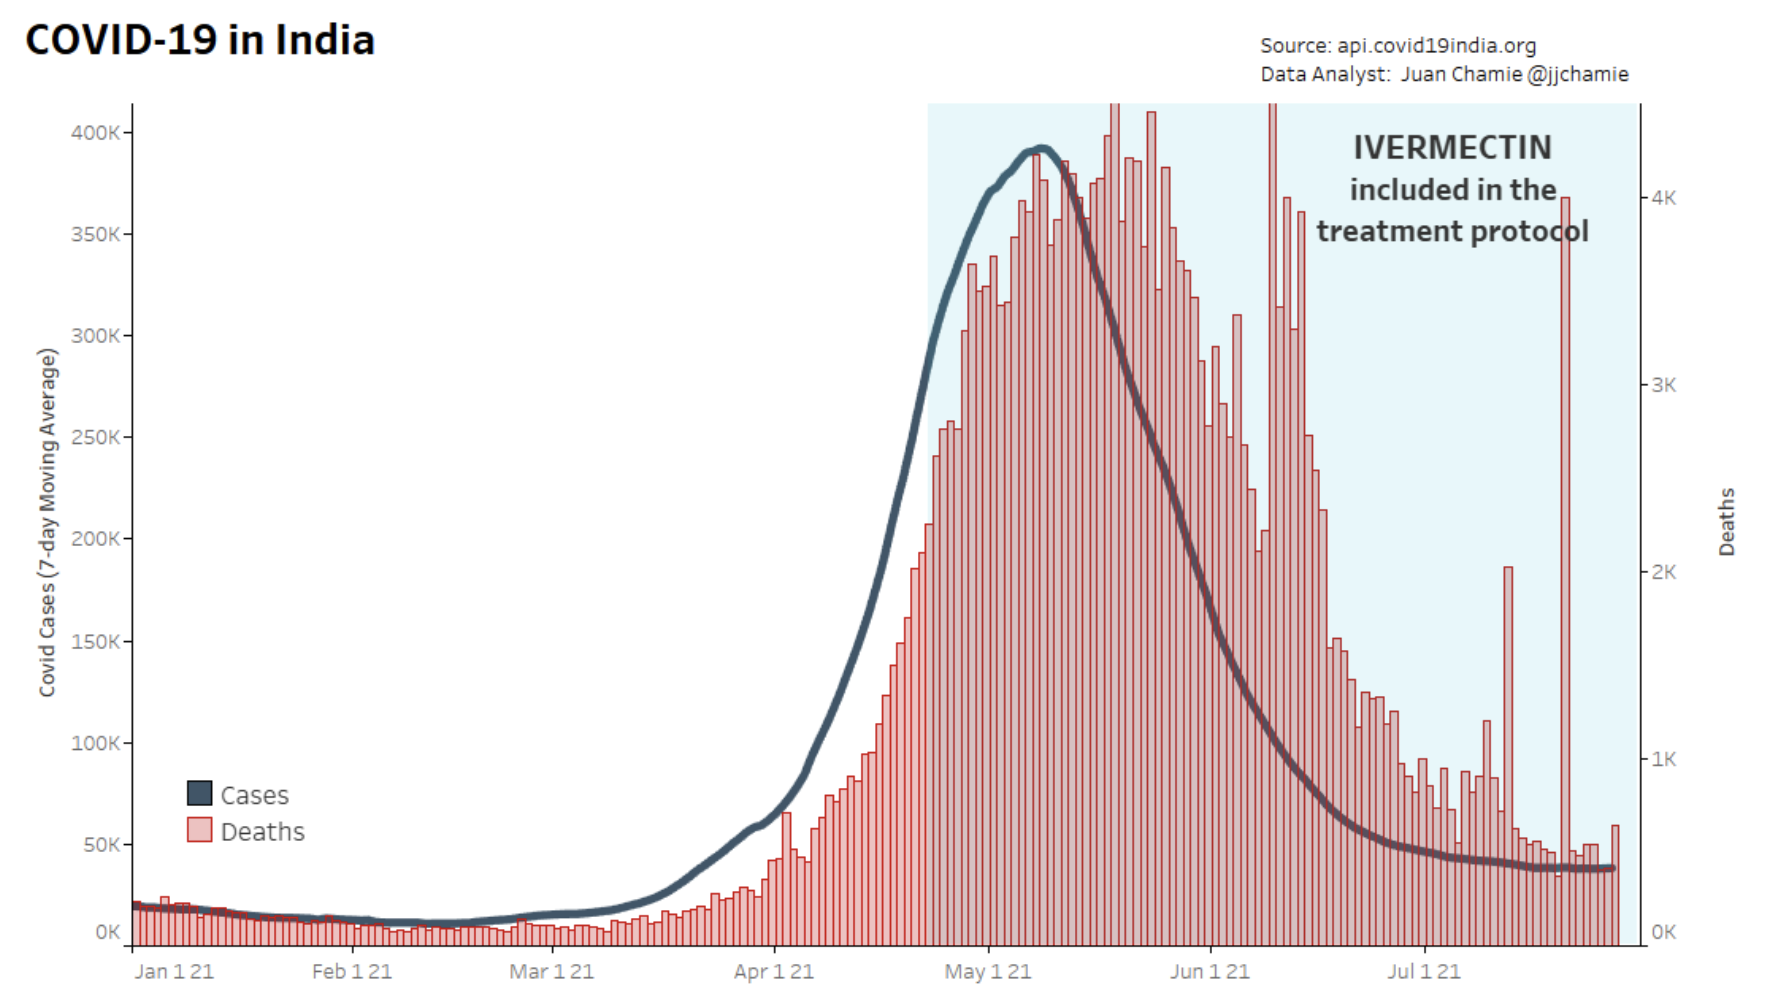 COVID-19 in India
Source: api.covid19india.org
Data Analyst: Juan Chamie @jjchamie
IVERMECTIN
included in the
treatment protocol
Covid Cases (7-day Moving Average)
400K
350K
300K
250K
200K
150K
100K
50K
0K
Cases
Deaths
4K
3K
2K
1K
0K
Deaths
Jan 1 21 Feb 1 21 Mar 1 21 Apr 1 21 May 1 21 Jun 1 21 Jul 1 21